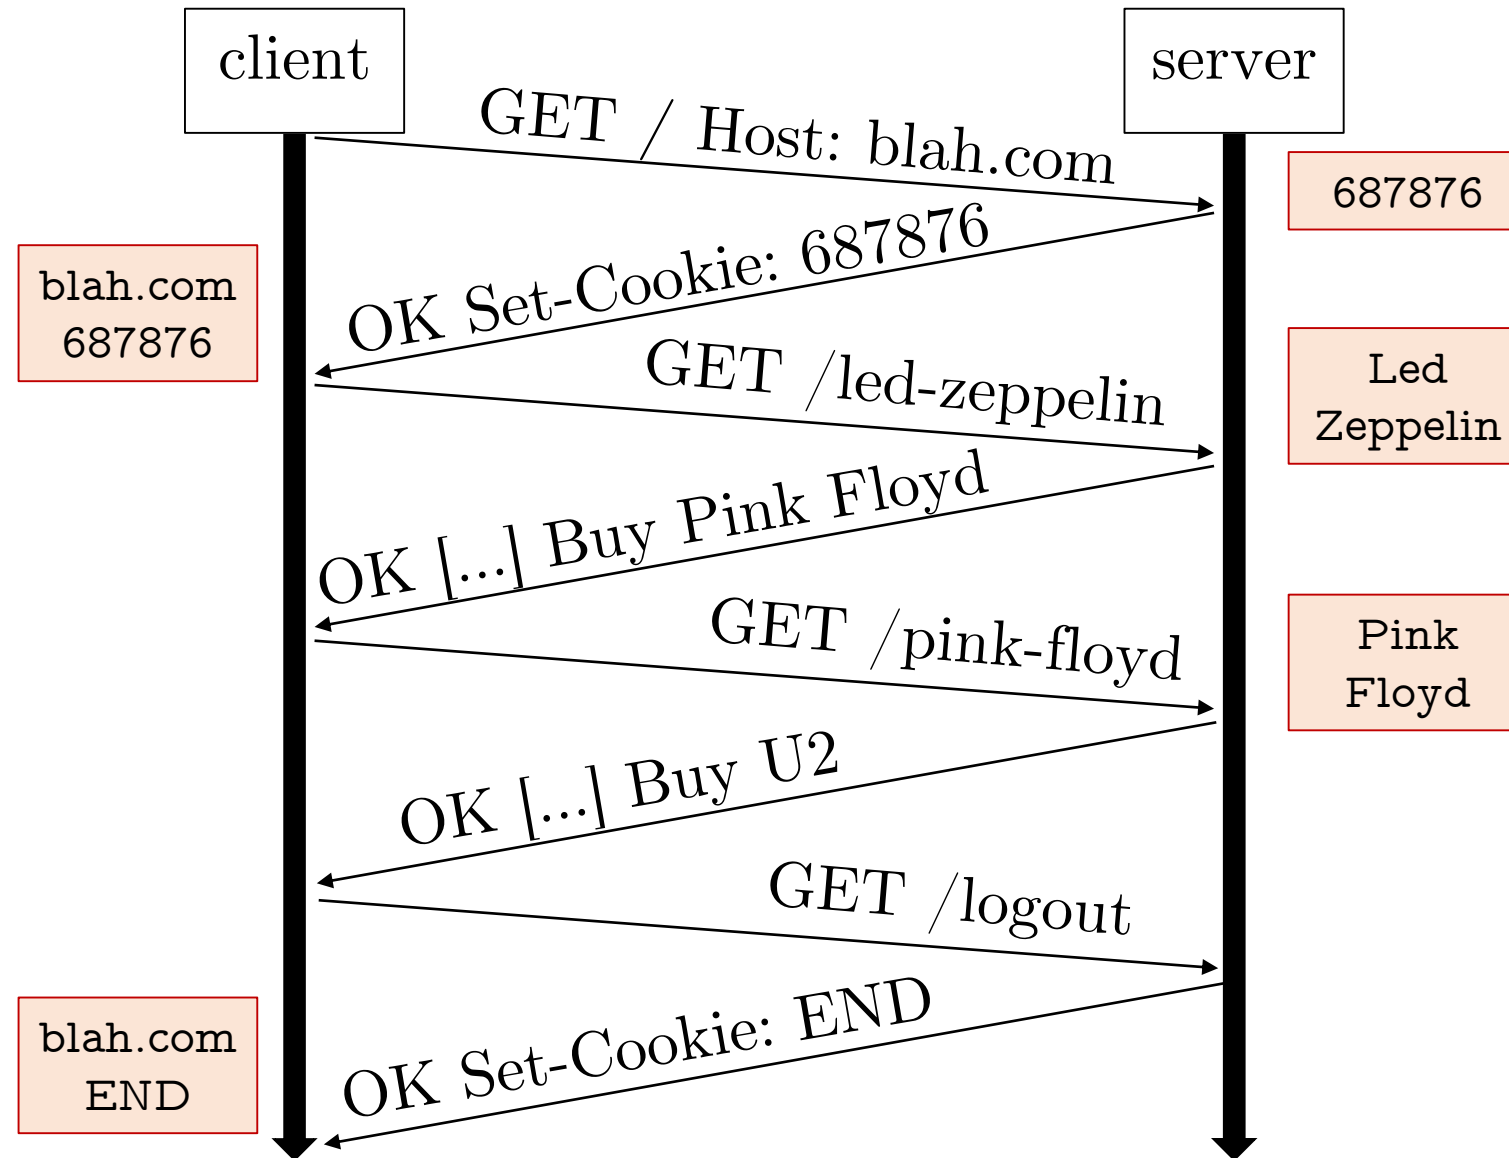 client
server
GET / Host: blah.com
687876
OK Set-Cookie: 687876
blah.com
687876
GET /led-zeppelin
Led
Zeppelin
OK [...] Buy Pink Floyd
GET /pink-floyd
Pink
Floyd
OK [...] Buy U2
GET /logout
OK Set-Cookie: END
blah.com
END